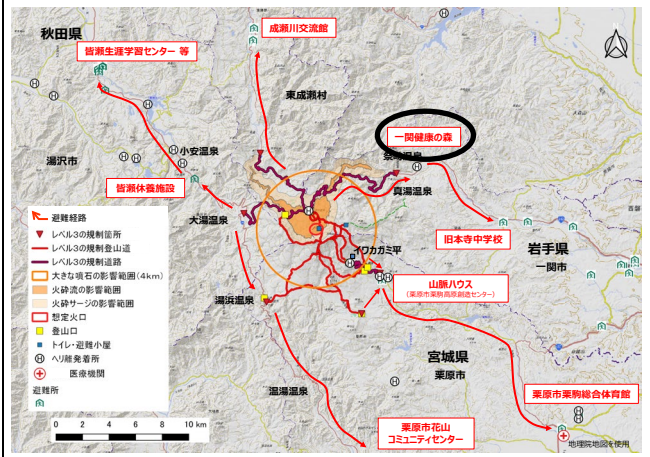 秋田県
成瀬川交流館
皆瀬生涯学習センター 等
東成瀬村
一関健康の森
祭畤温泉
小安温泉
湯沢市
真湯温泉
皆瀬休養施設
大湯温泉
旧本寺中学校
岩手県
一関市
イワカガミ平
山脈ハウス
(栗原市栗駒高原創造センター)
湯浜温泉
宮城県
栗原市
温湯温泉
栗原市栗駒総合体育館
栗原市花山
コミュニティセンター
避難経路
レベル3の規制箇所
レベル3の規制登山道
レベル3の規制道路
大きな噴石の影響範囲(4km)
火砕流の影響範囲
火砕サージの影響範囲
想定火口
登山口
トイレ・避難小屋
H ヘリ離発着所
医療機関
避難所
0 2 4 6 8 10 km
地理院地図を使用